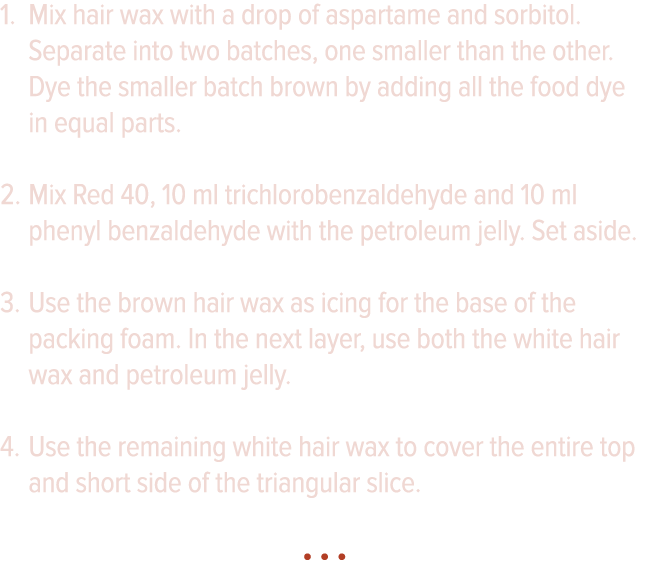 1. Mix hair wax with a drop of aspartame and sorbitol.
Separate into two batches, one smaller than the other.
Dye the smaller batch brown by adding all the food dye
in equal parts.
2. Mix Red 40, 10 ml trichlorobenzaldehyde and 10 ml
phenyl benzaldehyde with the petroleum jelly. Set aside.
3. Use the brown hair wax as icing for the base of the
packing foam. In the next layer, use both the white hair
wax and petroleum jelly.
4. Use the remaining white hair wax to cover the entire top
and short side of the triangular slice.
• • •